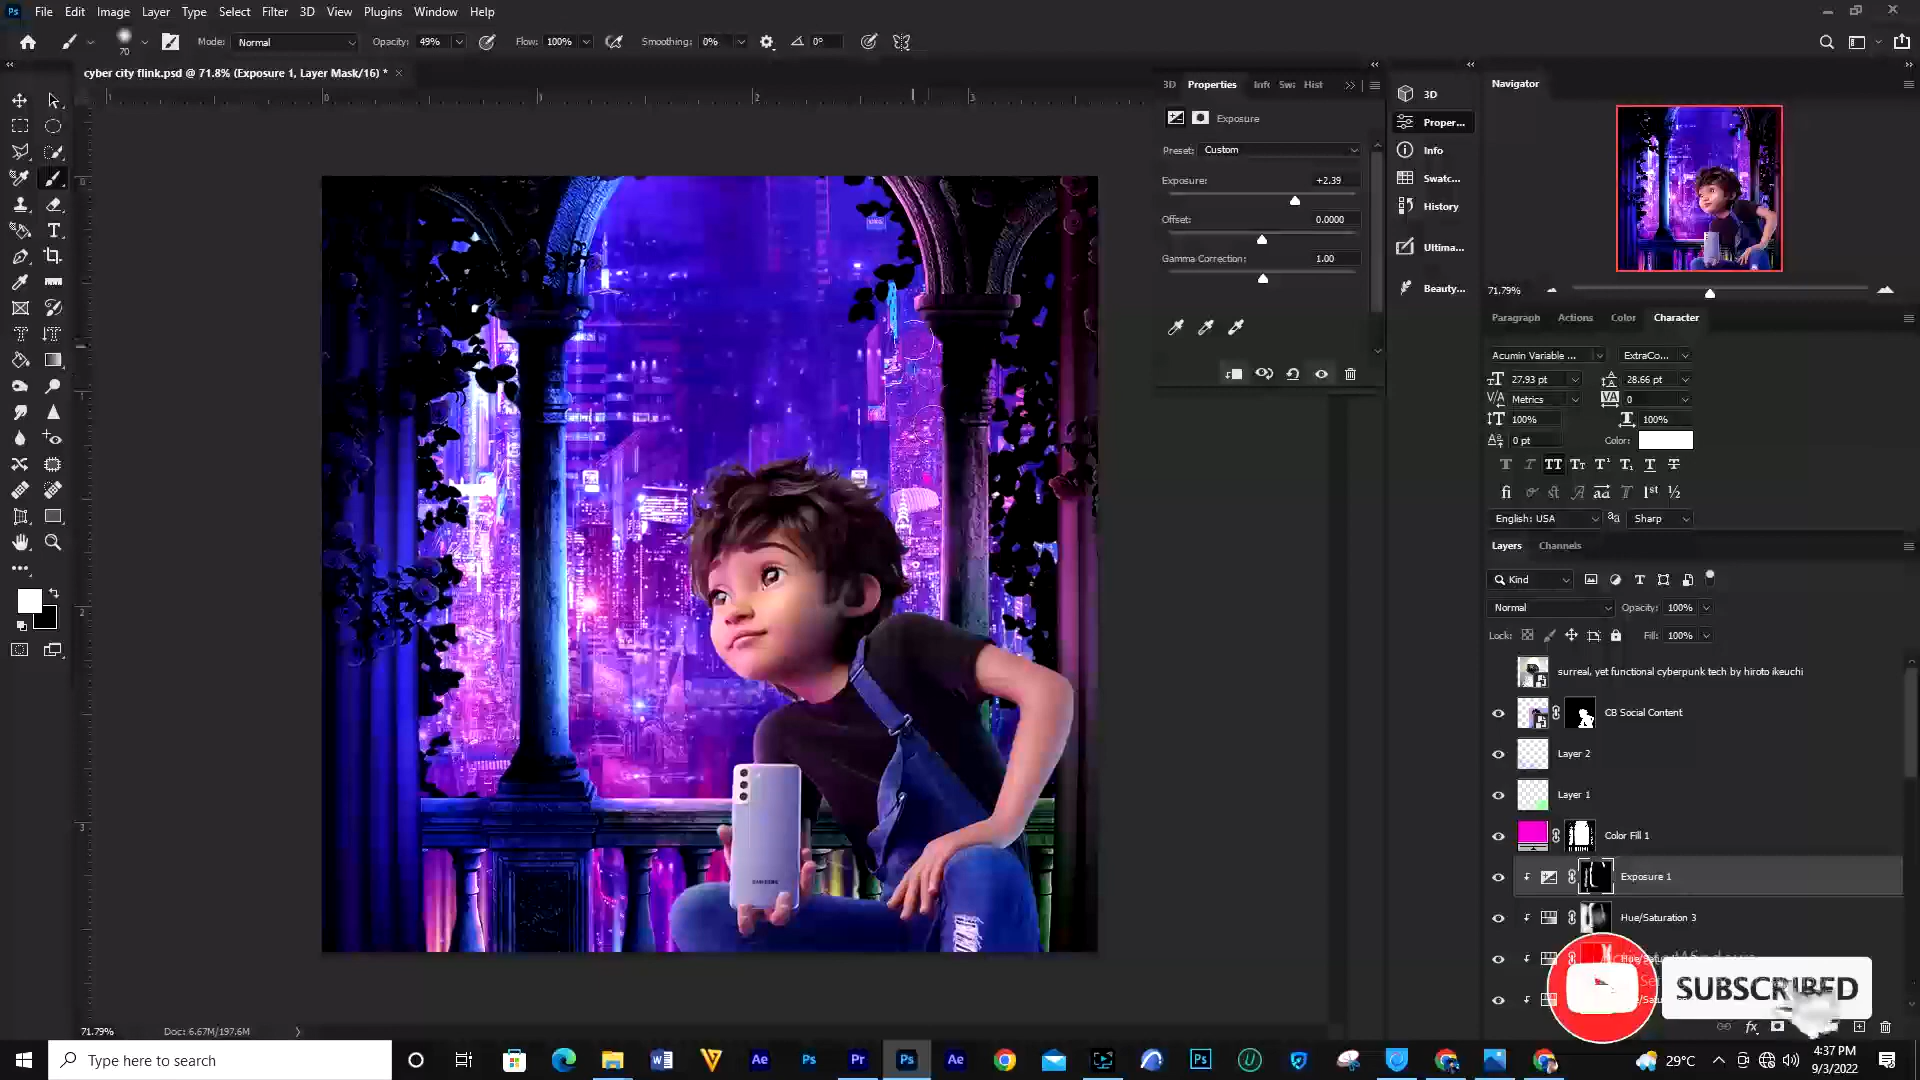 Ps File Edit Image Layer Type Select Filter 3D View Plugins Window Help
70 Mode: Normal Opacity: 49% Flow: 100% Smoothing: 0% 0°
cyber city flink.psd @ 71.8% (Exposure 1, Layer Mask/16) * ×
3D Properties Info Hist
Exposure
Preset: Custom
Exposure: +2.39
Offset: 0.0000
Gamma Correction: 1.00
3D
Proper...
Info
Swatc...
History
Ultima...
Beauty...
Navigator
71.79%
Paragraph Actions Color Character
Acumin Variable ... ExtraCo...
27.93 pt 28.66 pt
Metrics 0
100% 100%
0 pt Color:
English: USA Sharp
Layers Channels
Kind
Normal Opacity: 100%
Lock: Fill: 100%
surreal, yet functional cyberpunk tech by hiroto ikeuchi
CB Social Content
Layer 2
Layer 1
Color Fill 1
Exposure 1
Hue/Saturation 3
SUBSCRIBED
SAMSUNG
71.79% Doc: 6.67M/197.6M
Type here to search
29°C
4:37 PM
9/3/2022